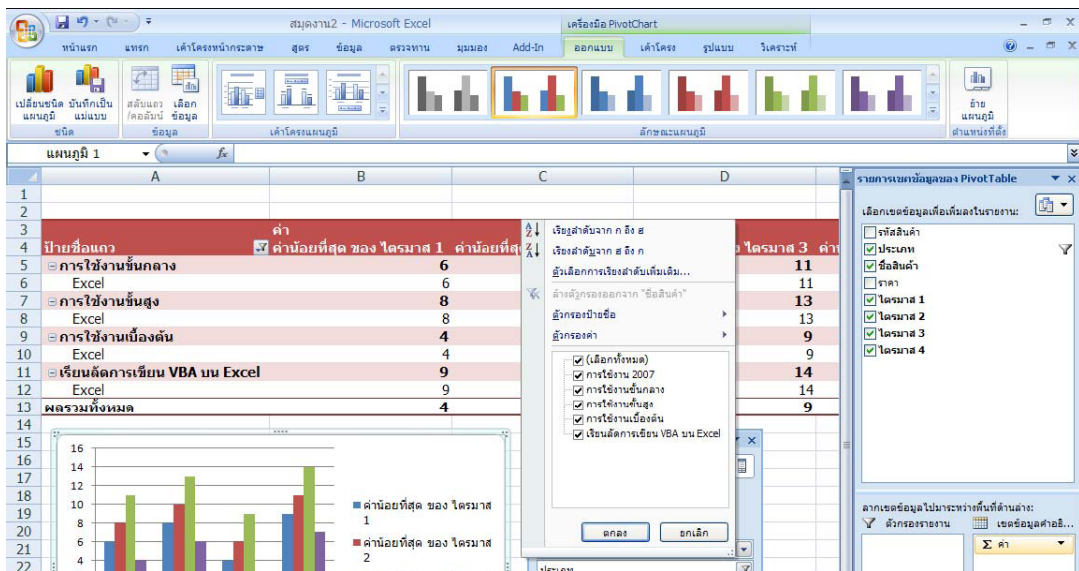 สมุดงาน2 - Microsoft Excel
เครื่องมือ PivotChart
หน้าแรก แทรก เค้าโครงหน้ากระดาษ สูตร ข้อมูล ตรวจทาน มุมมอง Add-In ออกแบบ เค้าโครง รูปแบบ วิเคราะห์
เปลี่ยนชนิดแผนภูมิ บันทึกเป็นแม่แบบ สลับแถว/คอลัมน์ เลือกข้อมูล ย้ายแผนภูมิ
ชนิด ข้อมูล เค้าโครงแผนภูมิ ลักษณะแผนภูมิ ตำแหน่งที่ตั้ง
แผนภูมิ 1 fx
A B C D
1
2
3 ค่า
4 ป้ายชื่อแถว ค่าน้อยที่สุด ของ ไตรมาส 1 ไตรมาส 3
5 การใช้งานขั้นกลาง 6 11
6 Excel 6 11
7 การใช้งานขั้นสูง 8 13
8 Excel 8 13
9 การใช้งานเบื้องต้น 4 9
10 Excel 4 9
11 เรียนลัดการเขียน VBA บน Excel 9 14
12 Excel 9 14
13 ผลรวมทั้งหมด 4 9
14
15
16
17
18
19
20
21
22
เรียงลำดับจาก ก ถึง ฮ
เรียงลำดับจาก ฮ ถึง ก
ตัวเลือกการเรียงลำดับเพิ่มเติม...
ล้างตัวกรองออกจาก "ชื่อสินค้า"
ตัวกรองป้ายชื่อ
ตัวกรองค่า
(เลือกทั้งหมด)
การใช้งาน 2007
การใช้งานขั้นกลาง
การใช้งานขั้นสูง
การใช้งานเบื้องต้น
เรียนลัดการเขียน VBA บน Excel
ตกลง ยกเลิก
ประเภท
16
14
12
10
8
6
4
ค่าน้อยที่สุด ของ ไตรมาส
1
ค่าน้อยที่สุด ของ ไตรมาส
2
รายการเขตข้อมูลของ PivotTable
เลือกเขตข้อมูลเพื่อเพิ่มลงในรายงาน:
รหัสสินค้า
ประเภท
ชื่อสินค้า
ราคา
ไตรมาส 1
ไตรมาส 2
ไตรมาส 3
ไตรมาส 4
ลากเขตข้อมูลไปมาระหว่างพื้นที่ด้านล่าง:
ตัวกรองรายงาน เขตข้อมูลคำอธิ...
Σ ค่า